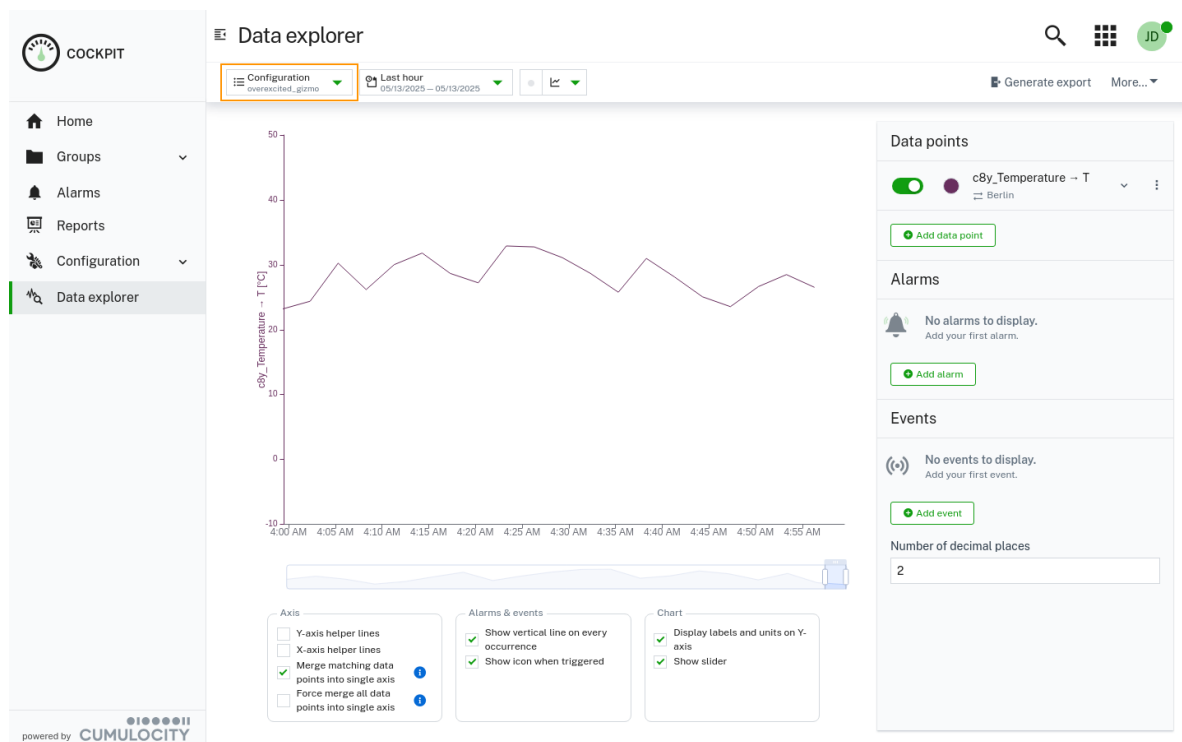 COCKPIT
Data explorer
JD
Configuration
overexcited_gizmo
Last hour
05/13/2025 – 05/13/2025
Generate export
More...
Home
Groups
Alarms
Reports
Configuration
Data explorer
powered by CUMULOCITY
50
40
30
20
10
0
-10
c8y_Temperature → T [°C]
4:00 AM 4:05 AM 4:10 AM 4:15 AM 4:20 AM 4:25 AM 4:30 AM 4:35 AM 4:40 AM 4:45 AM 4:50 AM 4:55 AM
Axis
Y-axis helper lines
X-axis helper lines
Merge matching data
points into single axis
Force merge all data
points into single axis
Alarms & events
Show vertical line on every
occurrence
Show icon when triggered
Chart
Display labels and units on Y-
axis
Show slider
Data points
c8y_Temperature → T
Berlin
Add data point
Alarms
No alarms to display.
Add your first alarm.
Add alarm
Events
No events to display.
Add your first event.
Add event
Number of decimal places
2